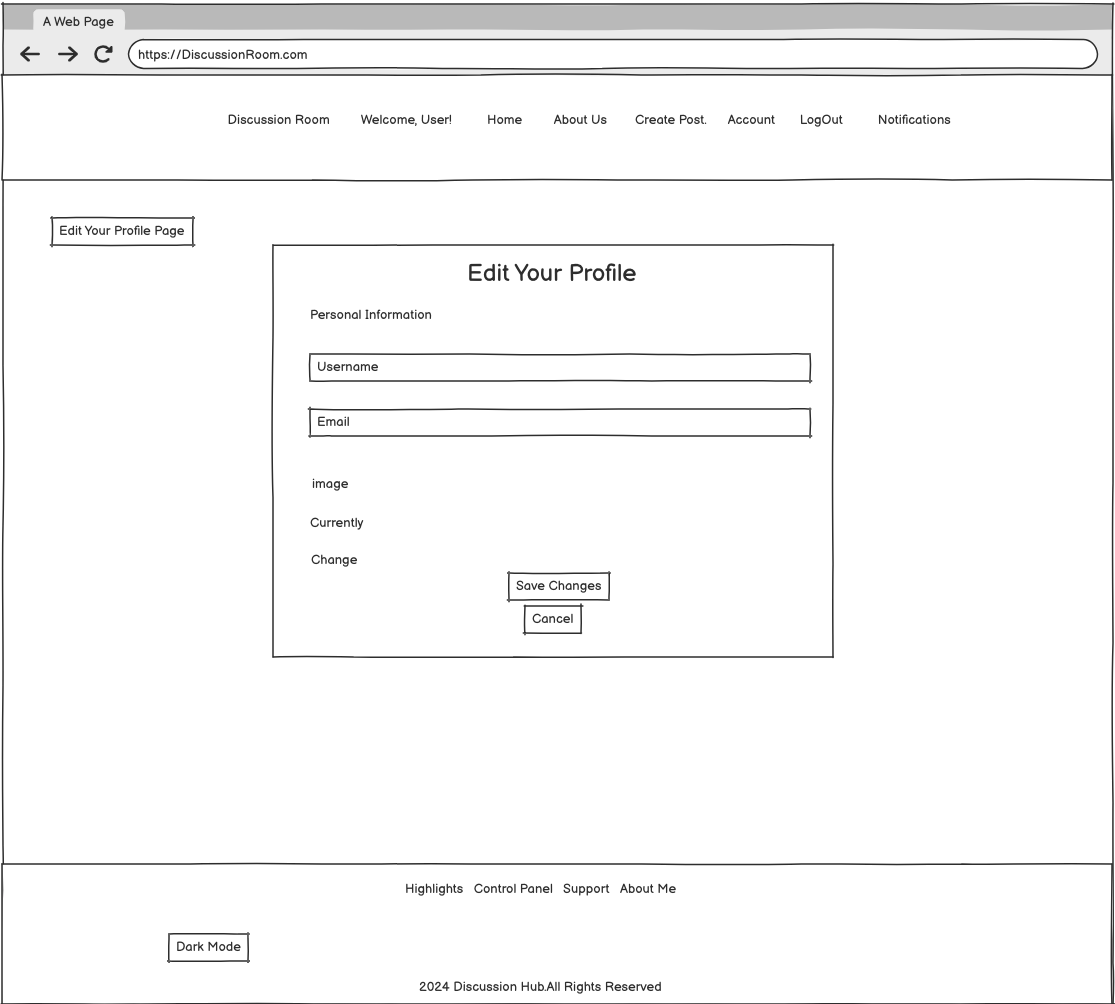 A Web Page
https://DiscussionRoom.com
Discussion Room Welcome, User! Home About Us Create Post. Account LogOut Notifications
Edit Your Profile Page
Edit Your Profile
Personal Information
Username
Email
image
Currently
Change
Save Changes
Cancel
Highlights Control Panel Support About Me
Dark Mode
2024 Discussion Hub.All Rights Reserved